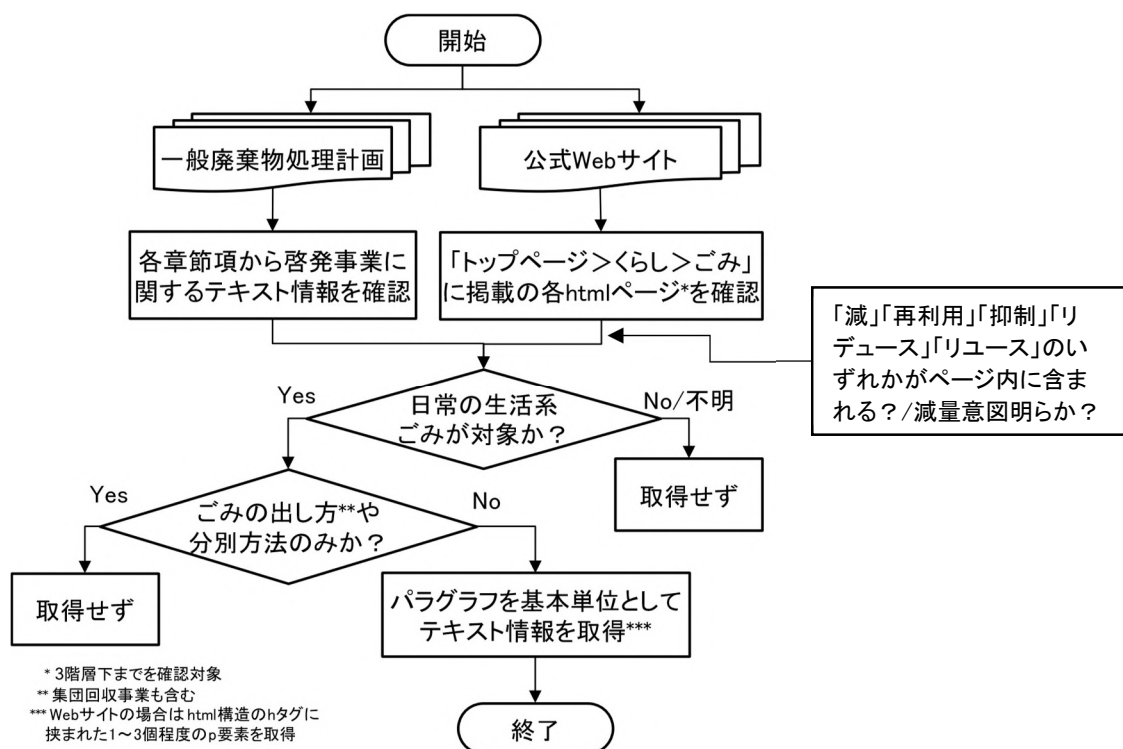 開始
一般廃棄物処理計画
公式Webサイト
各章節項から啓発事業に
関するテキスト情報を確認
「トップページ>くらし>ごみ」
に掲載の各htmlページ*を確認
「減」「再利用」「抑制」「リ
デュース」「リユース」のい
ずれかがページ内に含ま
れる?/減量意図明らか?
Yes
日常の生活系
ごみが対象か?
No/不明
取得せず
Yes
ごみの出し方**や
分別方法のみか?
No
取得せず
パラグラフを基本単位として
テキスト情報を取得***
* 3階層下までを確認対象
** 集団回収事業も含む
*** Webサイトの場合はhtml構造のhタグに
挟まれた1～3個程度のp要素を取得
終了